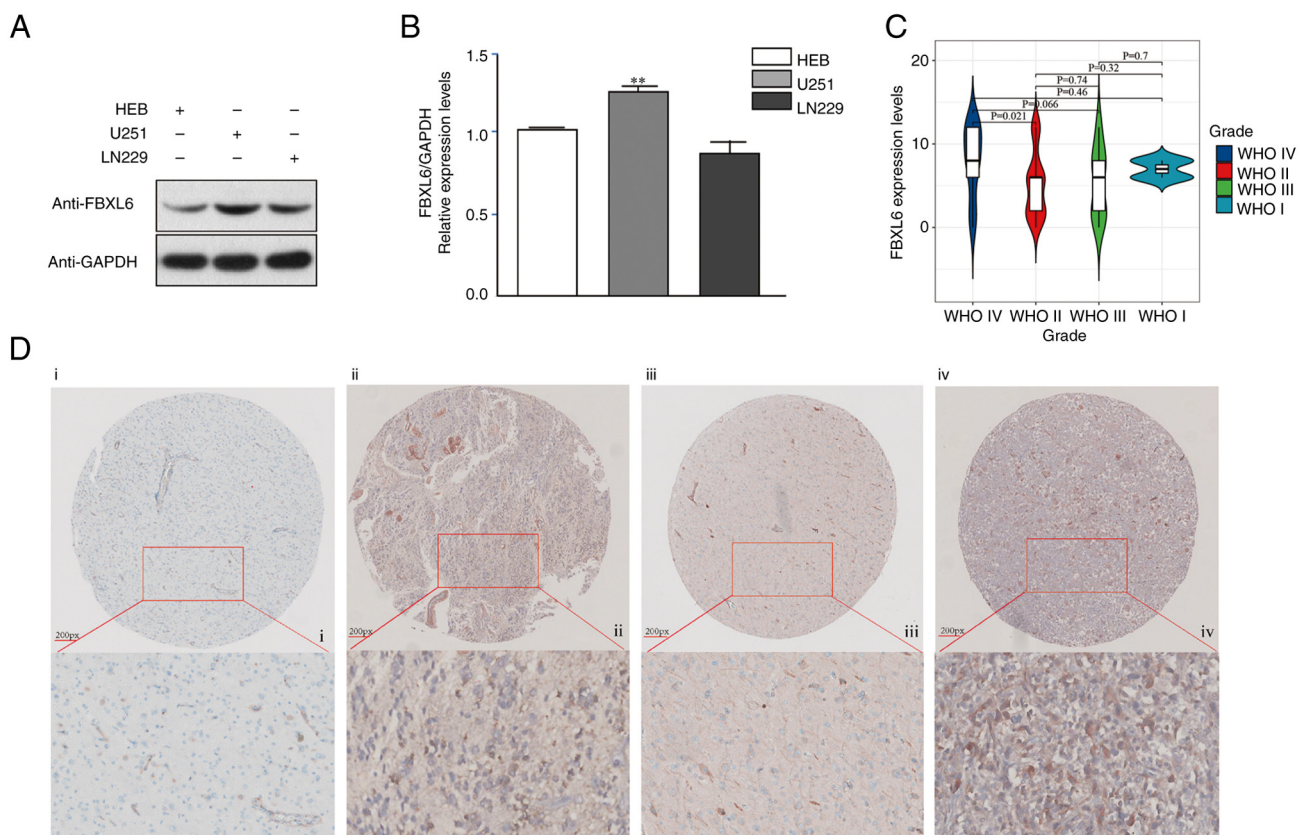 A
HEB + – –
U251 – + –
LN229 – – +
Anti-FBXL6
Anti-GAPDH
B
FBXL6/GAPDH
Relative expression levels
1.5
1.0
0.5
0.0
**
HEB
U251
LN229
C
FBXL6 expression levels
20
10
0
P=0.7
P=0.32
P=0.74
P=0.46
P=0.066
P=0.021
WHO IV WHO II WHO III WHO I
Grade
Grade
WHO IV
WHO II
WHO III
WHO I
D
i ii iii iv
200px i
200px ii
200px iii
200px iv